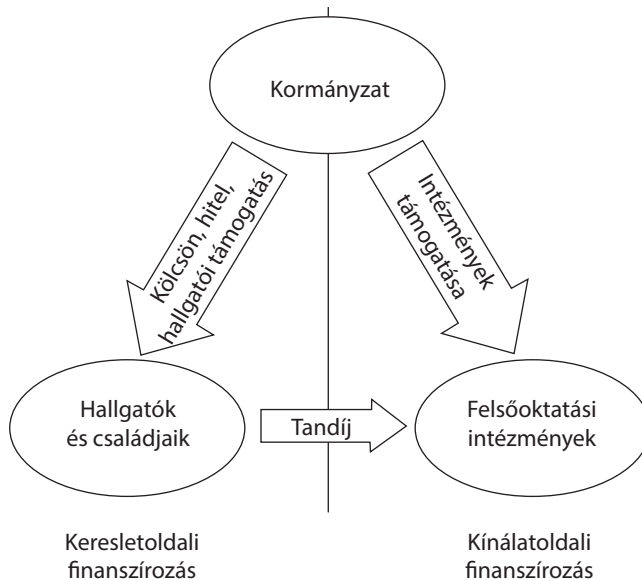 Kormányzat
Kölcsön, hitel,
hallgatói támogatás
Intézmények
támogatása
Hallgatók
és családjaik
Tandíj
Felsőoktatási
intézmények
Keresletoldali
finanszírozás
Kínálatoldali
finanszírozás